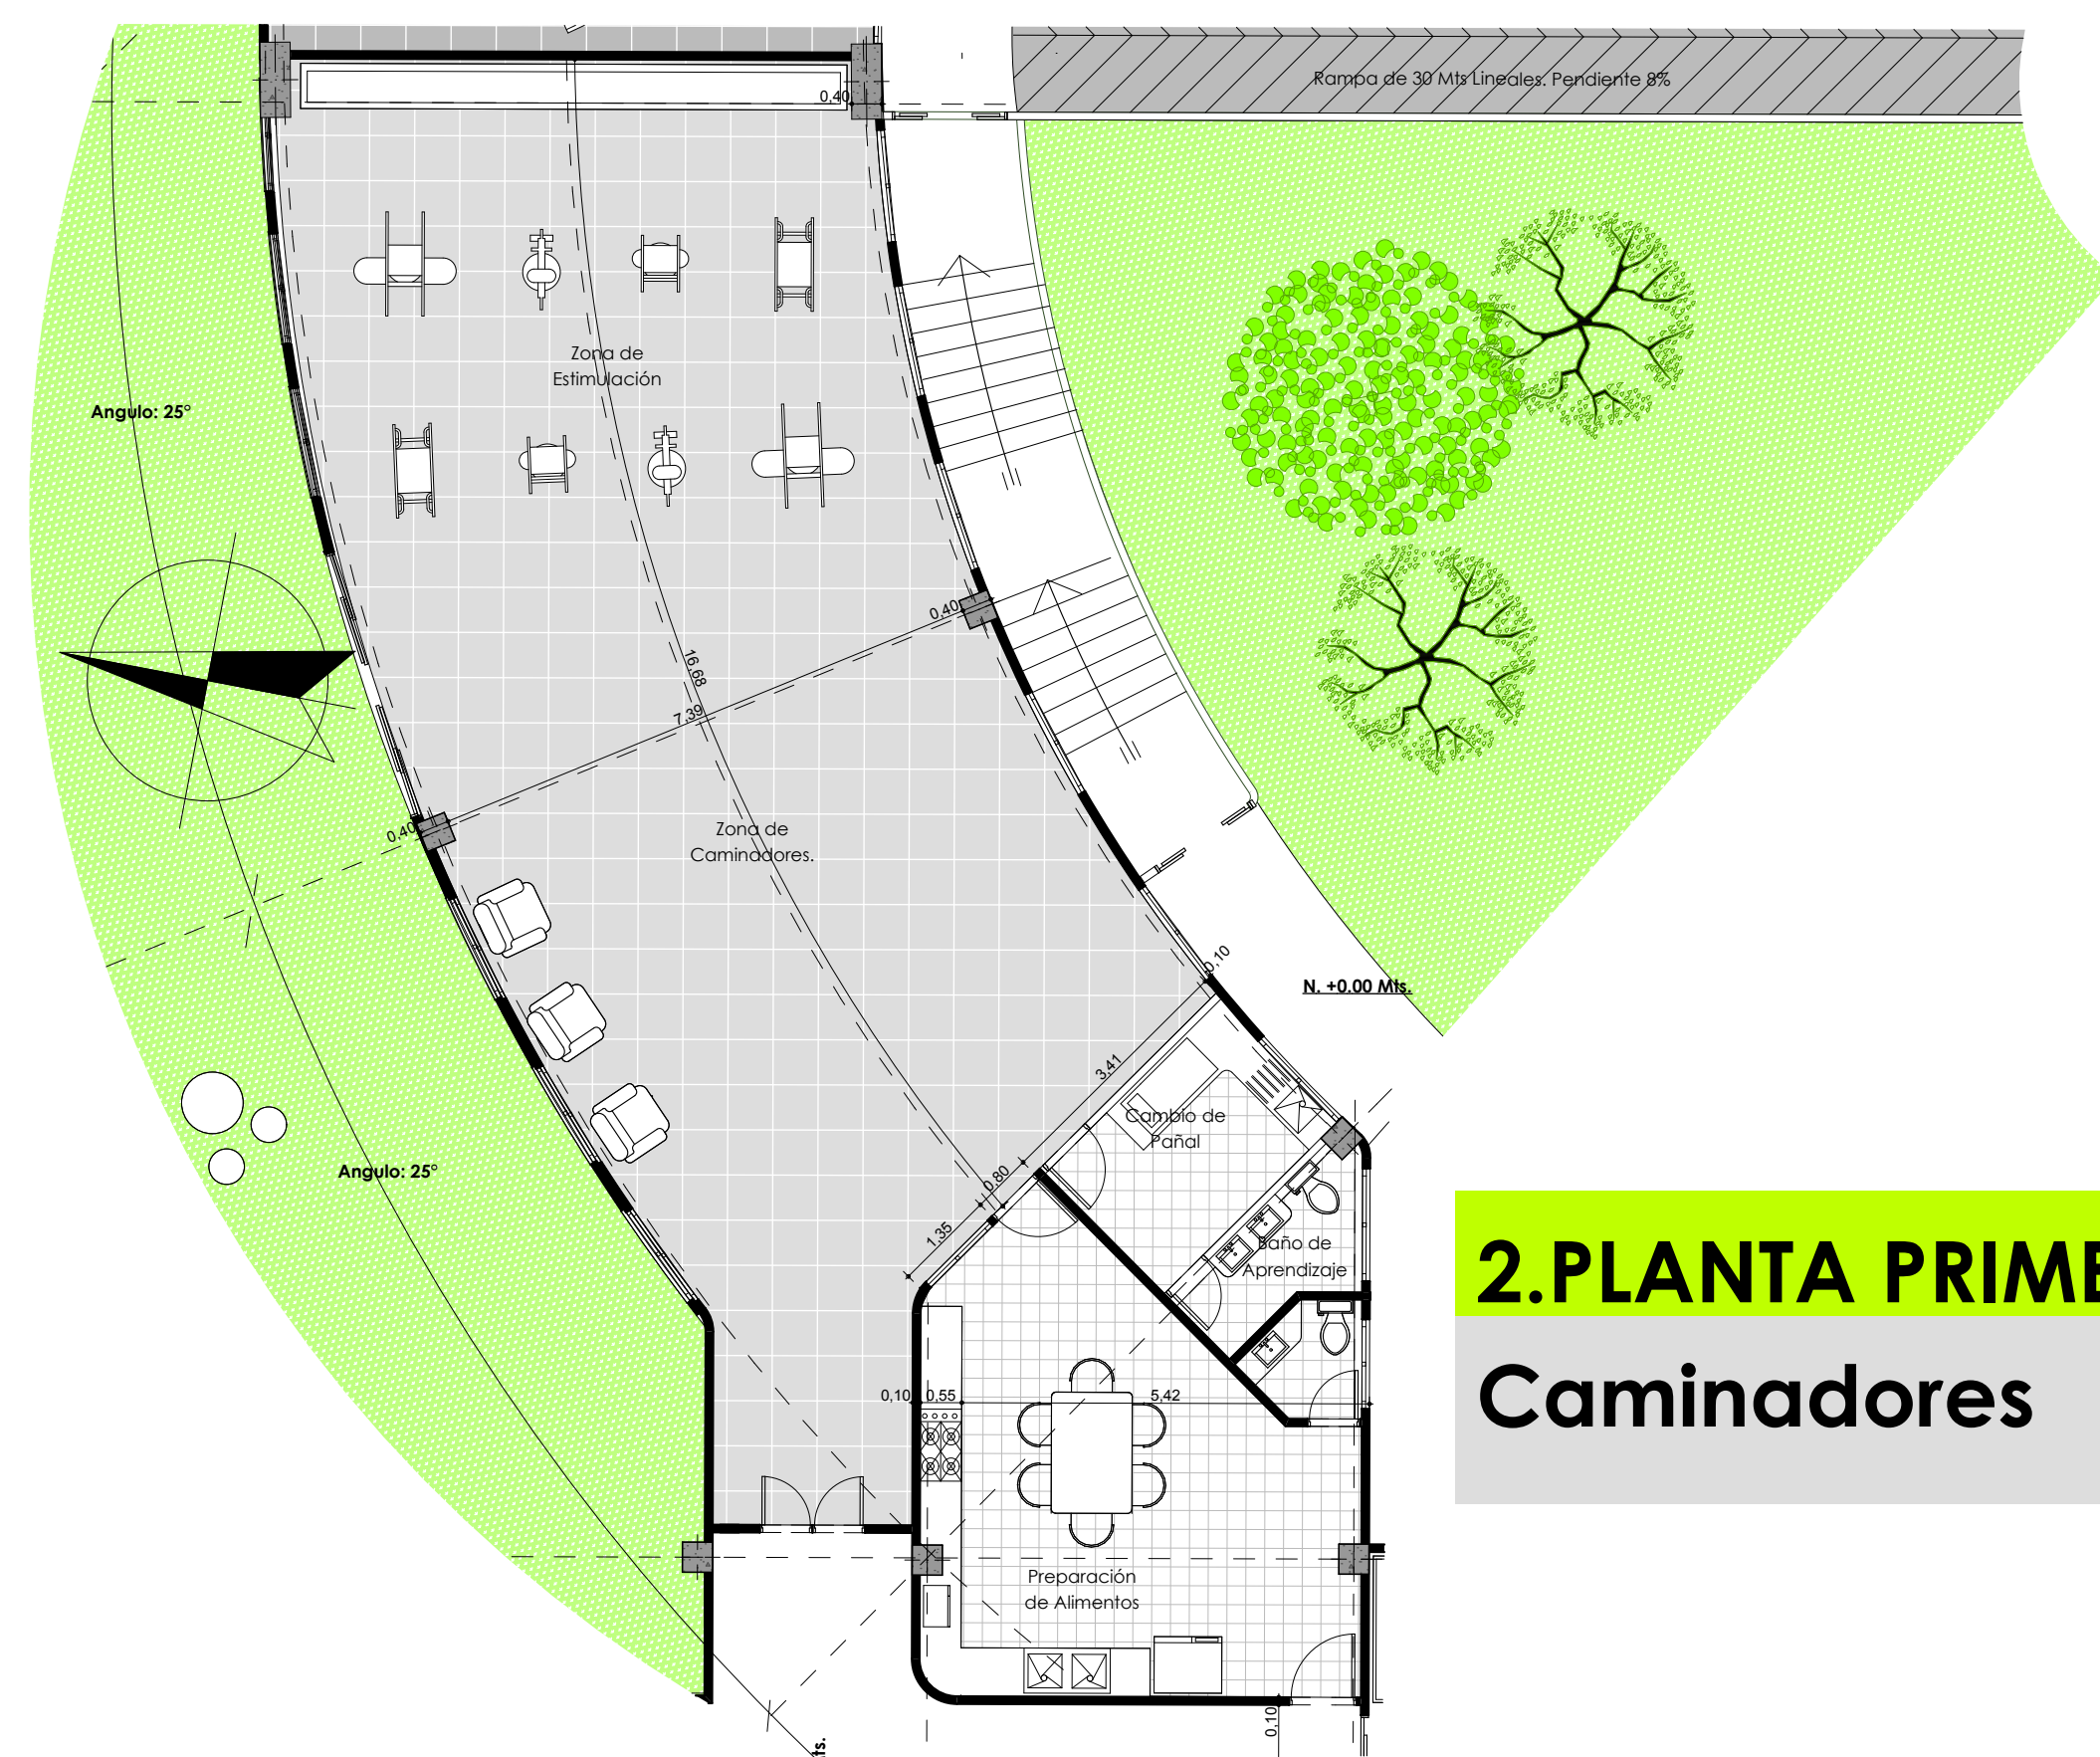 Rampa de 30 Mts Lineales. Pendiente 8%
0,40
Zona de
Estimulación
Angulo: 25°
0,40
16,68
7,39
0,40
Zona de
Caminadores.
0,10
N. +0.00 Mts.
3,41
Cambio de
Pañal
Angulo: 25°
0,80
1,35
Baño de
Aprendizaje
2.PLANTA PRIME
Caminadores
0,10
0,55
5,42
Preparación
de Alimentos
0,10